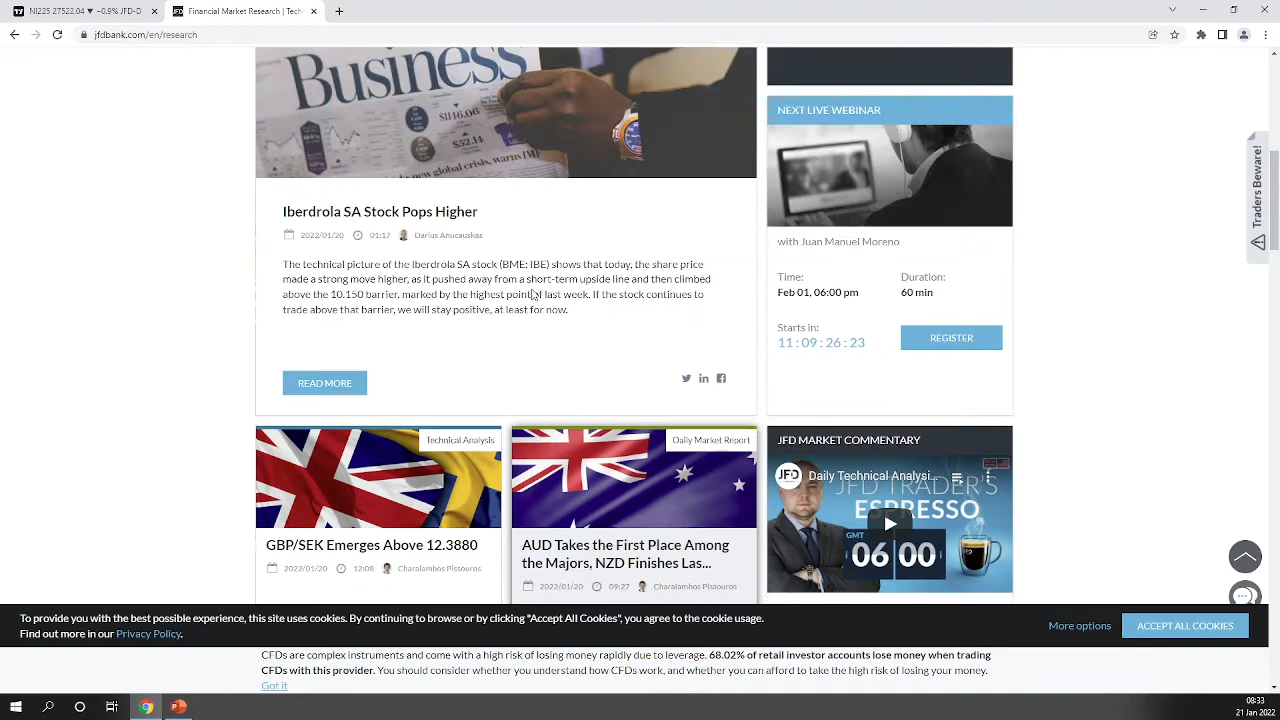 NI225 27522.04 ▼ +0.9% JFD-D
Financial Market Research | Tech
jfdbank.com/en/research
Business
$1146.06
$52.14
new global crisis, warns IMF
NEXT LIVE WEBINAR
Traders Beware!
Iberdrola SA Stock Pops Higher
2022/01/20 01:17 Darius Anucauskas
The technical picture of the Iberdrola SA stock (BME: IBE) shows that today, the share price
made a strong move higher, as it pushed away from a short-term upside line and then climbed
above the 10.150 barrier, marked by the highest point of last week. If the stock continues to
trade above that barrier, we will stay positive, at least for now.
READ MORE
with Juan Manuel Moreno
Time: Duration:
Feb 01, 06:00 pm 60 min
Starts in:
11 : 09 : 26 : 23
REGISTER
Technical Analysis
GBP/SEK Emerges Above 12.3880
2022/01/20 12:08 Charalambos Pissouros
Daily Market Report
AUD Takes the First Place Among
the Majors, NZD Finishes Las...
2022/01/20 09:27 Charalambos Pissouros
JFD MARKET COMMENTARY
JFD
Daily Technical Analysi...
JFD TRADER'S
ESPRESSO
GMT
06 00
To provide you with the best possible experience, this site uses cookies. By continuing to browse or by clicking "Accept All Cookies", you agree to the cookie usage.
Find out more in our Privacy Policy.
More options
ACCEPT ALL COOKIES
CFDs are complex instruments and come with a high risk of losing money rapidly due to leverage. 68.02% of retail investor accounts lose money when trading
CFDs with this provider. You should consider whether you understand how CFDs work, and whether you can afford to take the high risk of losing your money.
Got it
08:33
21 Jan 2022